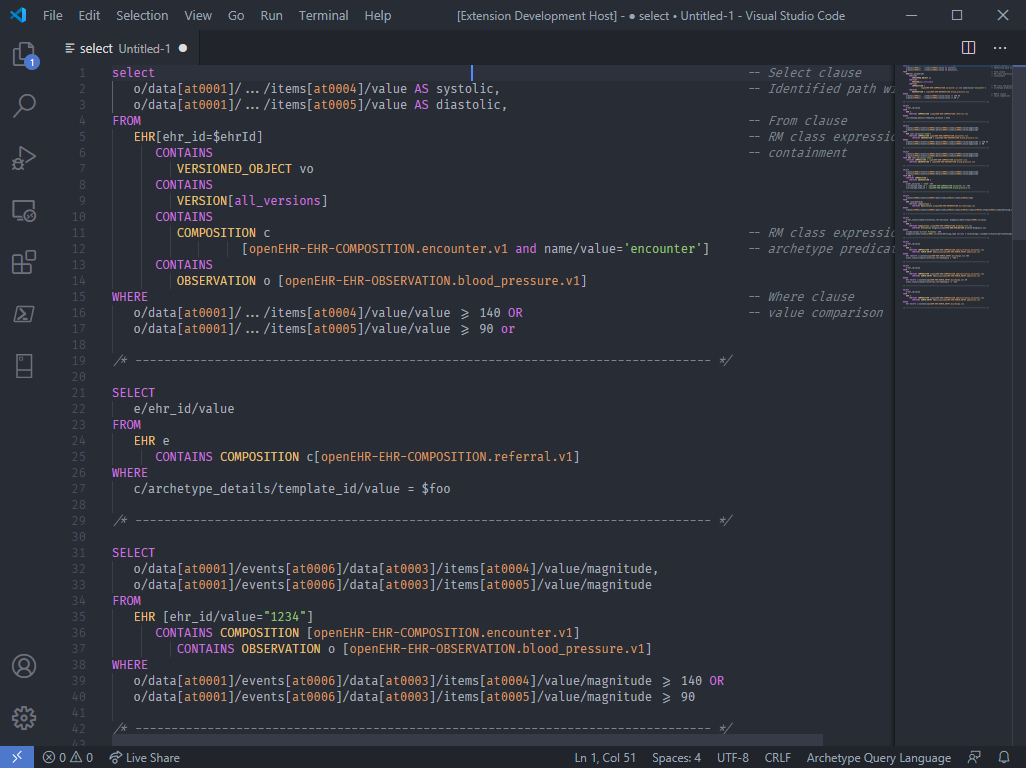 File Edit Selection View Go Run Terminal Help [Extension Development Host] - ● select • Untitled-1 - Visual Studio Code
1
select Untitled-1 ●
1 select -- Select clause
2 o/data[at0001]/.../items[at0004]/value AS systolic, -- Identified path wi
3 o/data[at0001]/.../items[at0005]/value AS diastolic,
4 FROM -- From clause
5 EHR[ehr_id=$ehrId] -- RM class expressio
6 CONTAINS -- containment
7 VERSIONED_OBJECT vo
8 CONTAINS
9 VERSION[all_versions]
10 CONTAINS
11 COMPOSITION c -- RM class expressio
12 [openEHR-EHR-COMPOSITION.encounter.v1 and name/value='encounter'] -- archetype predicat
13 CONTAINS
14 OBSERVATION o [openEHR-EHR-OBSERVATION.blood_pressure.v1]
15 WHERE -- Where clause
16 o/data[at0001]/.../items[at0004]/value/value ⩾ 140 OR -- value comparison
17 o/data[at0001]/.../items[at0005]/value/value ⩾ 90 or
18
19 /* -------------------------------------------------------------------------------- */
20
21 SELECT
22 e/ehr_id/value
23 FROM
24 EHR e
25 CONTAINS COMPOSITION c[openEHR-EHR-COMPOSITION.referral.v1]
26 WHERE
27 c/archetype_details/template_id/value = $foo
28
29 /* -------------------------------------------------------------------------------- */
30
31 SELECT
32 o/data[at0001]/events[at0006]/data[at0003]/items[at0004]/value/magnitude,
33 o/data[at0001]/events[at0006]/data[at0003]/items[at0005]/value/magnitude
34 FROM
35 EHR [ehr_id/value="1234"]
36 CONTAINS COMPOSITION [openEHR-EHR-COMPOSITION.encounter.v1]
37 CONTAINS OBSERVATION o [openEHR-EHR-OBSERVATION.blood_pressure.v1]
38 WHERE
39 o/data[at0001]/events[at0006]/data[at0003]/items[at0004]/value/magnitude ⩾ 140 OR
40 o/data[at0001]/events[at0006]/data[at0003]/items[at0005]/value/magnitude ⩾ 90
41
42 /* -------------------------------------------------------------------------------- */
43
0 0 Live Share Ln 1, Col 51 Spaces: 4 UTF-8 CRLF Archetype Query Language